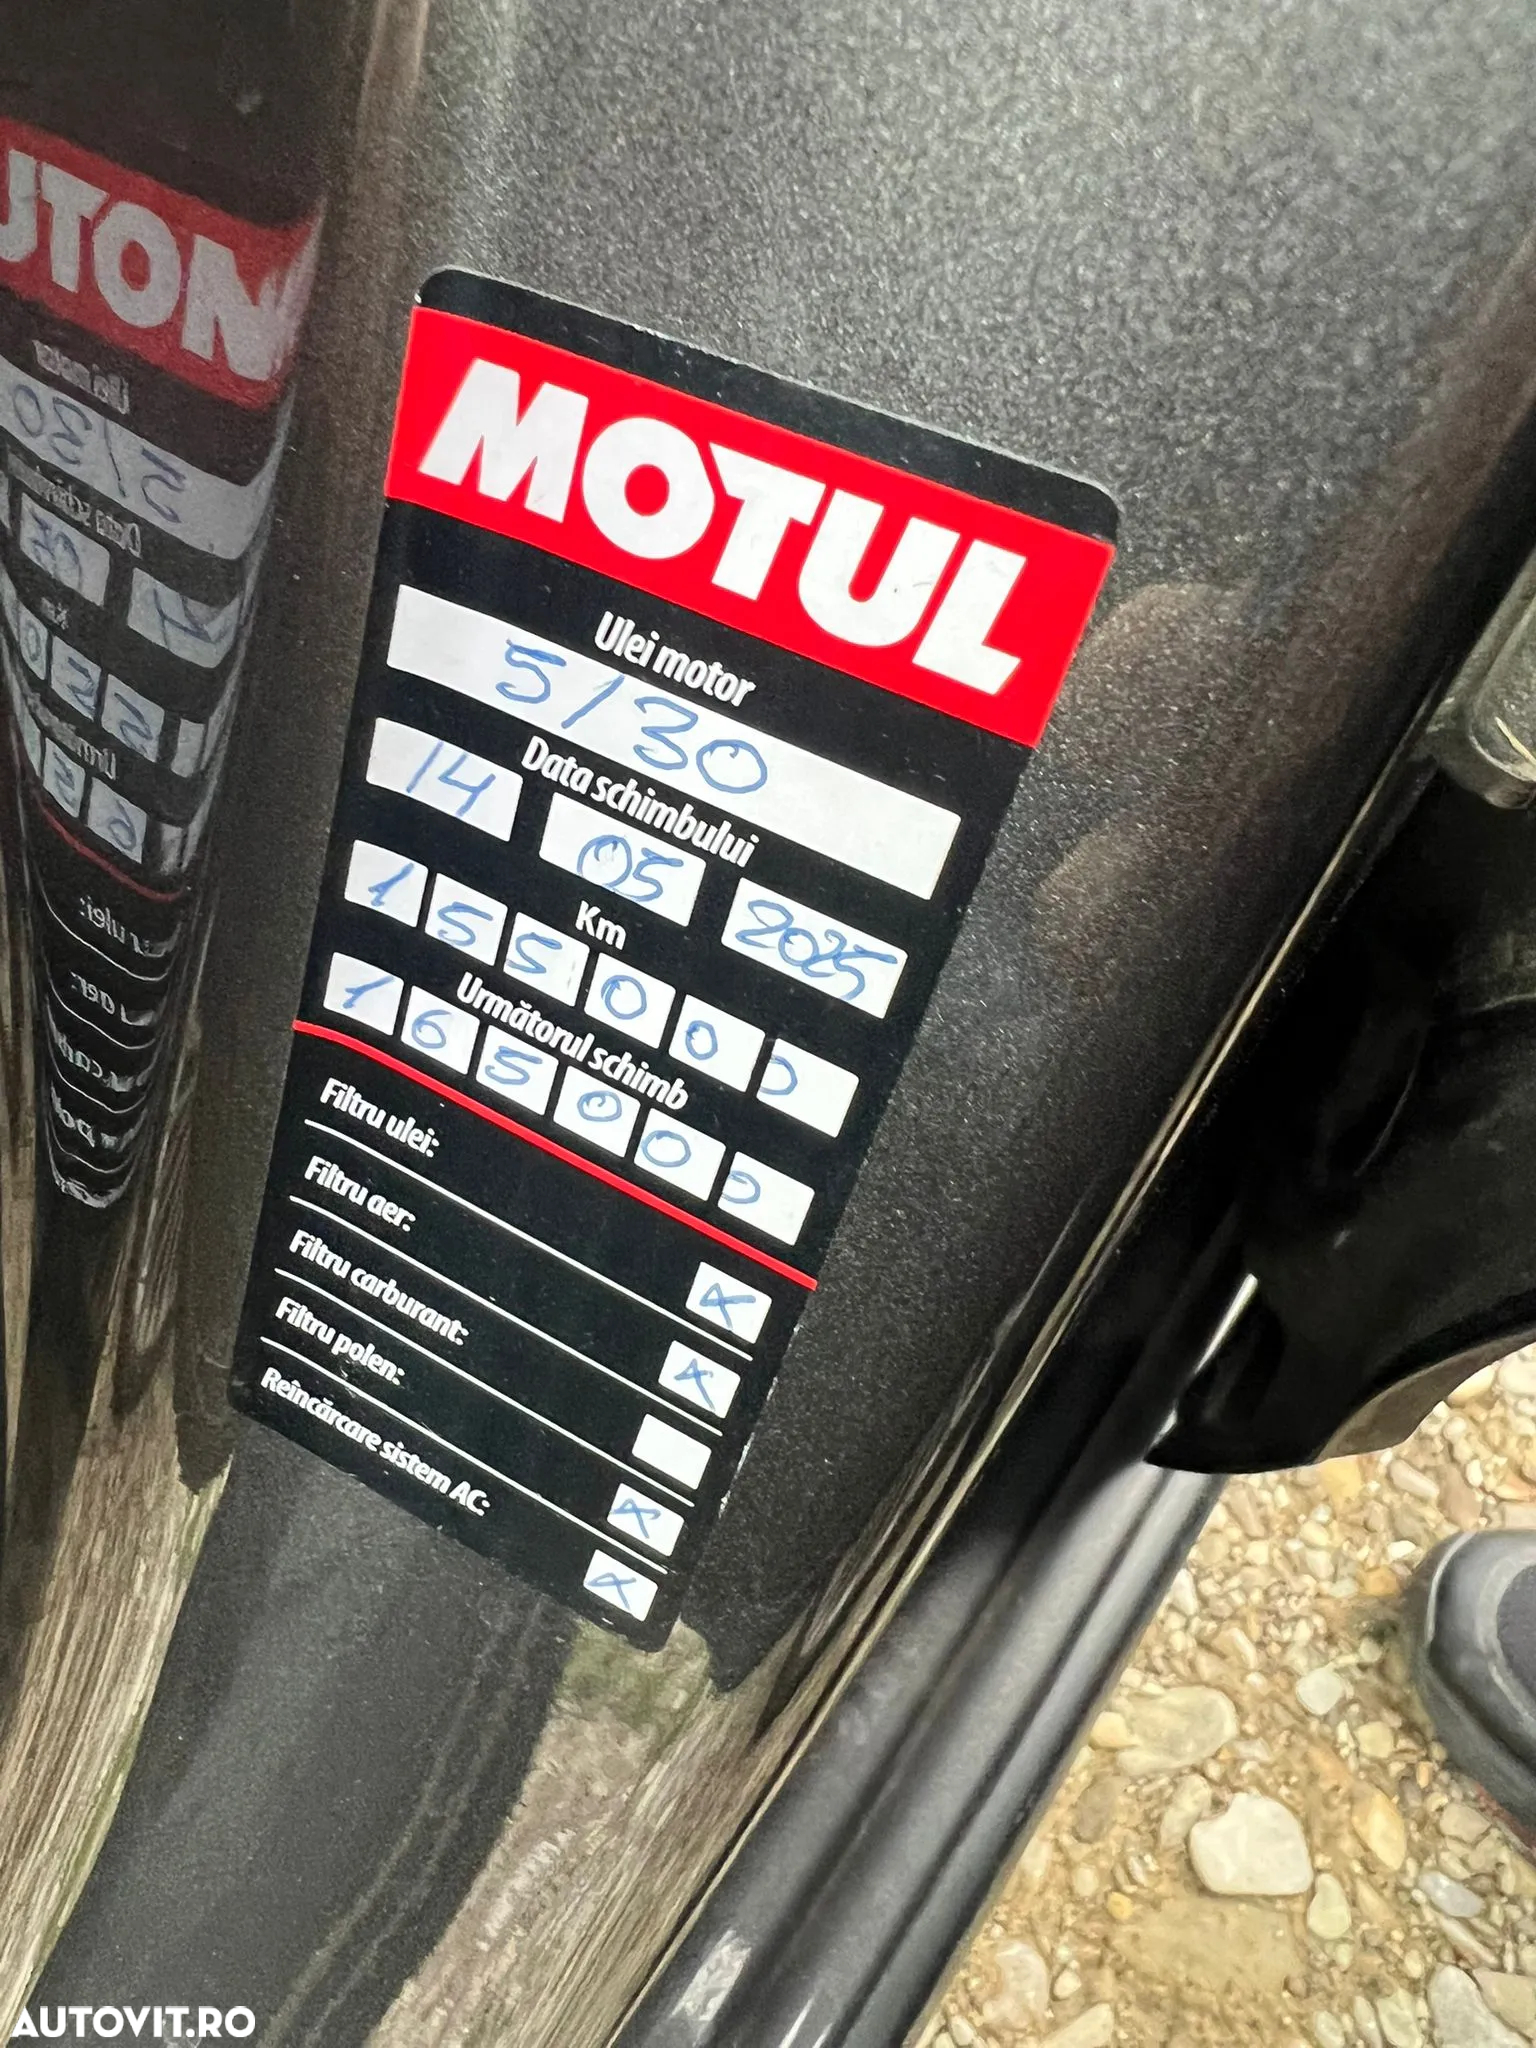 MOTUL
Ulei motor
5/30
Data schimbului
14 05 2025
Km
155000
Următorul schimb
165000
Filtru ulei: x
Filtru aer: x
Filtru carburant:
Filtru polen: x
Reîncărcare sistem AC: x
AUTOVIT.RO